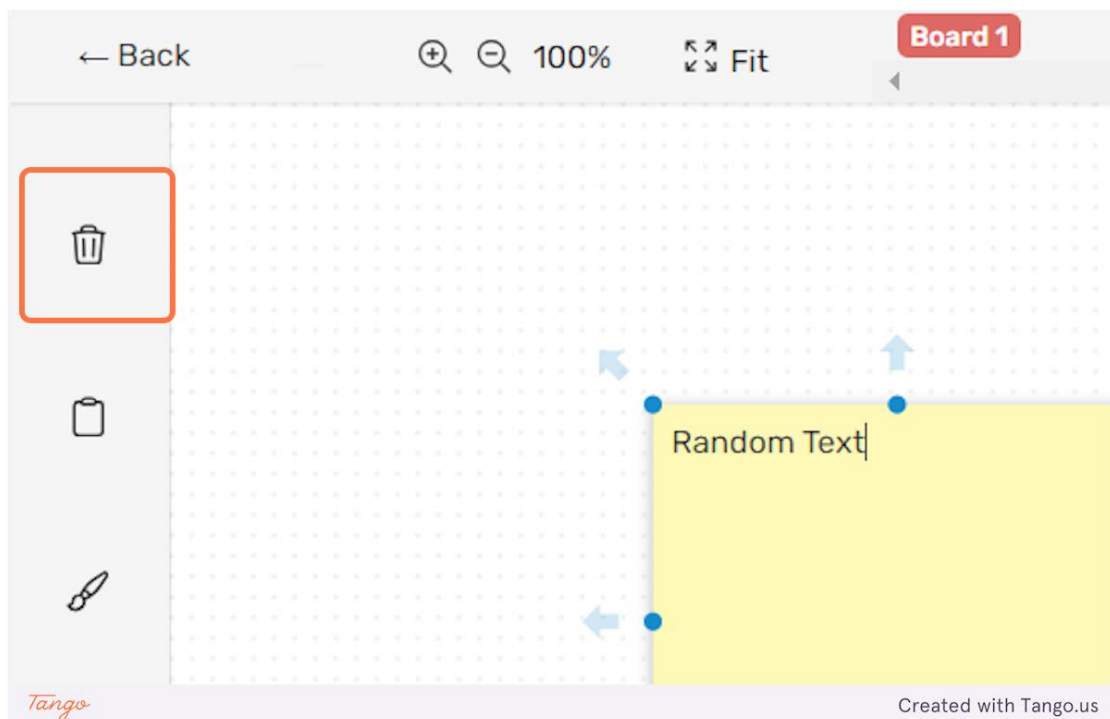 ← Back
100%
Fit
Board 1
Random Text
Tango
Created with Tango.us